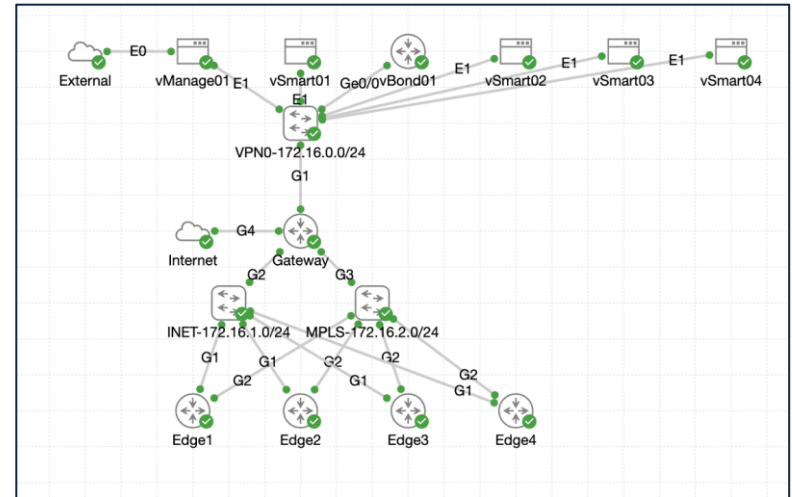 E0
External
vManage01
E1
vSmart01
E1
Ge0/0
vBond01
E1
vSmart02
E1
vSmart03
E1
vSmart04
VPN0-172.16.0.0/24
G1
G4
Internet
Gateway
G2
G3
INET-172.16.1.0/24
MPLS-172.16.2.0/24
G1
G1
G2
G2
G2
G1
G2
G1
Edge1
Edge2
Edge3
Edge4